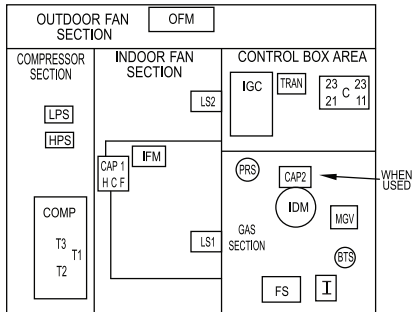 OUTDOOR FAN
SECTION
OFM
COMPRESSOR
SECTION
LPS
HPS
COMP
T3
T1
T2
INDOOR FAN
SECTION
LS2
IFM
CAP 1
H C F
LS1
CONTROL BOX AREA
IGC
TRAN
23 23
C
21 11
PRS
CAP2
WHEN
USED
IDM
MGV
GAS
SECTION
BTS
FS
I